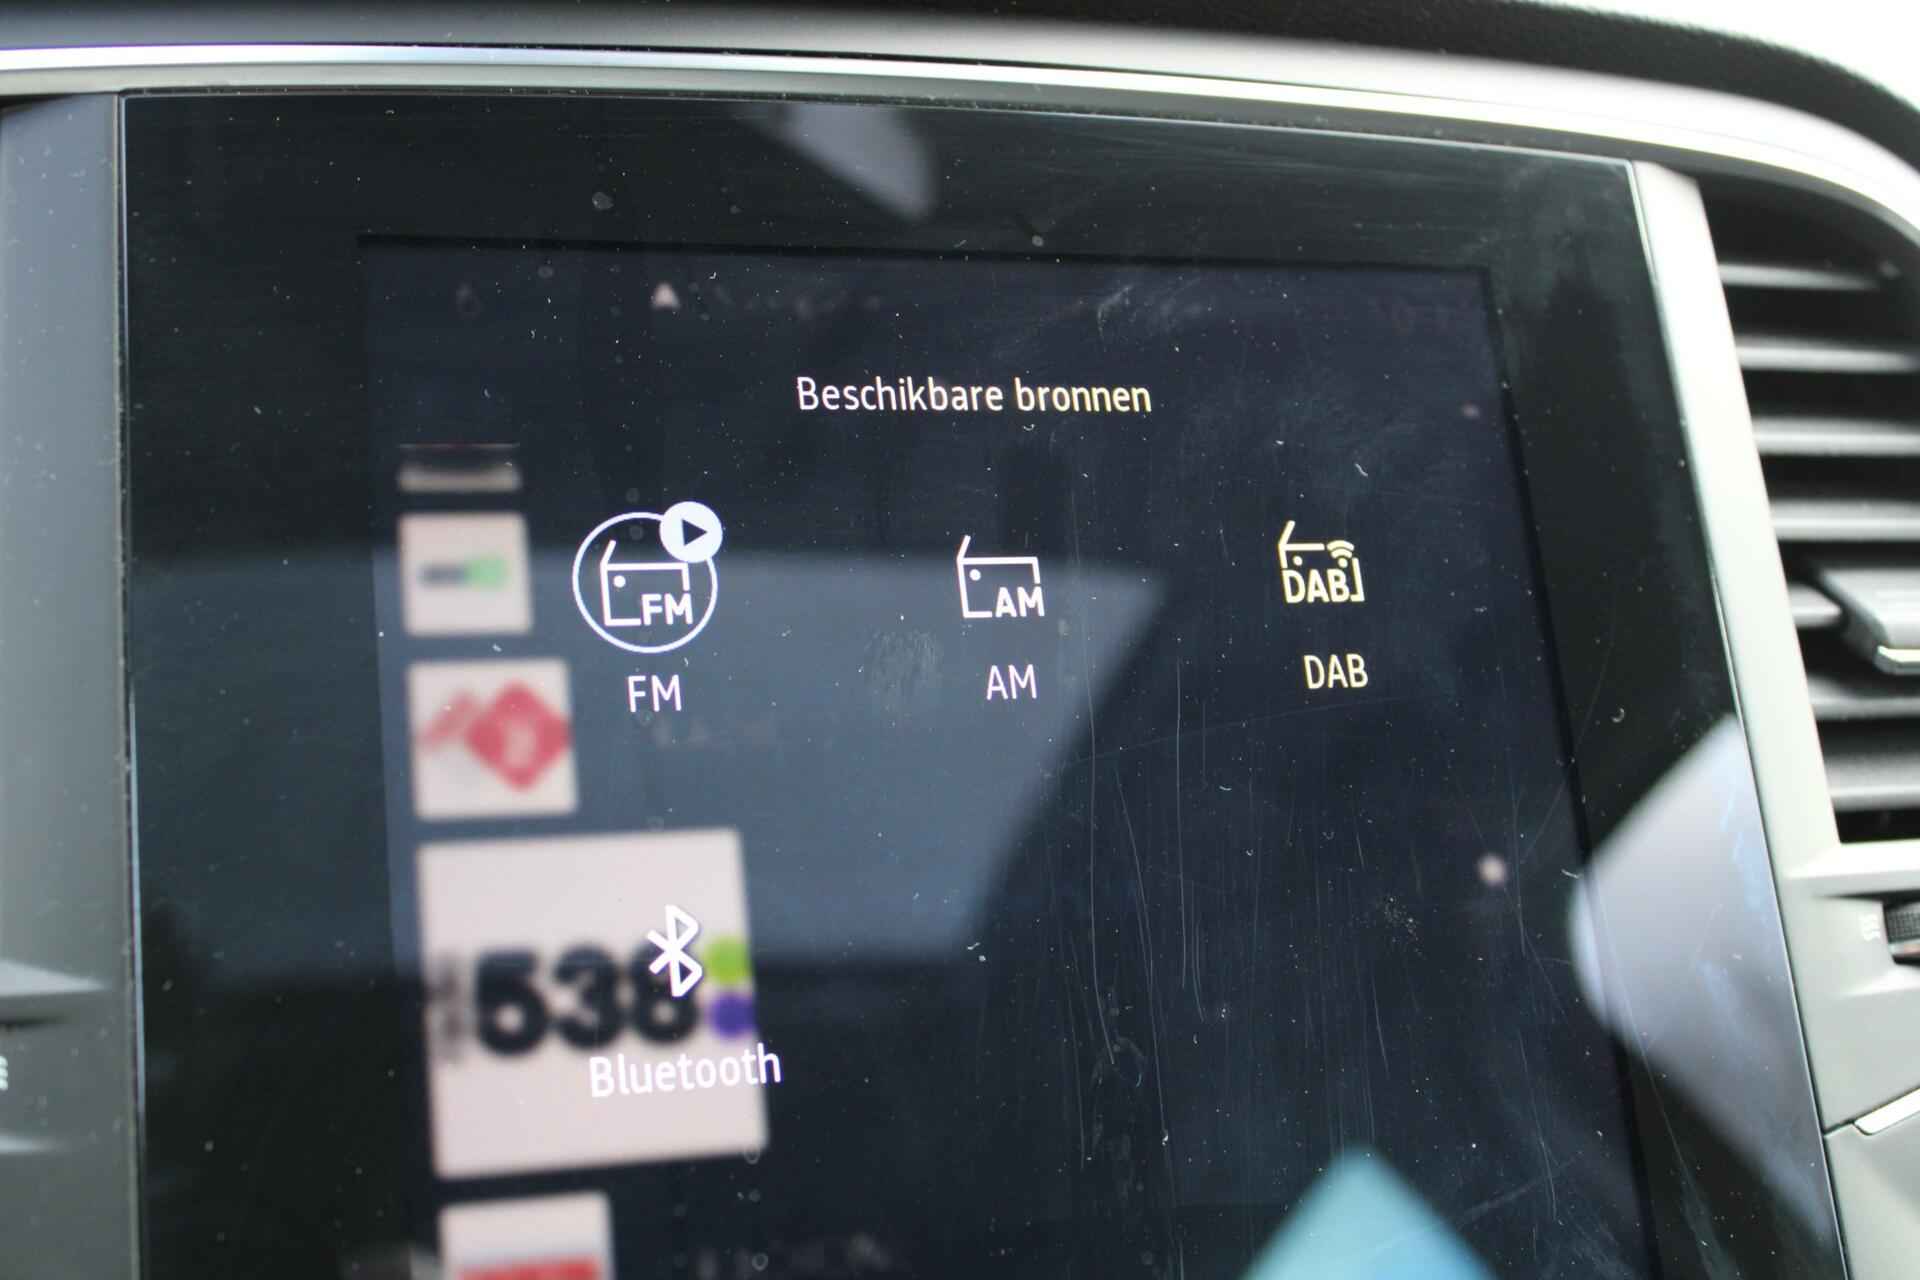 Beschikbare bronnen
FM AM DAB
FM AM DAB
538
Bluetooth